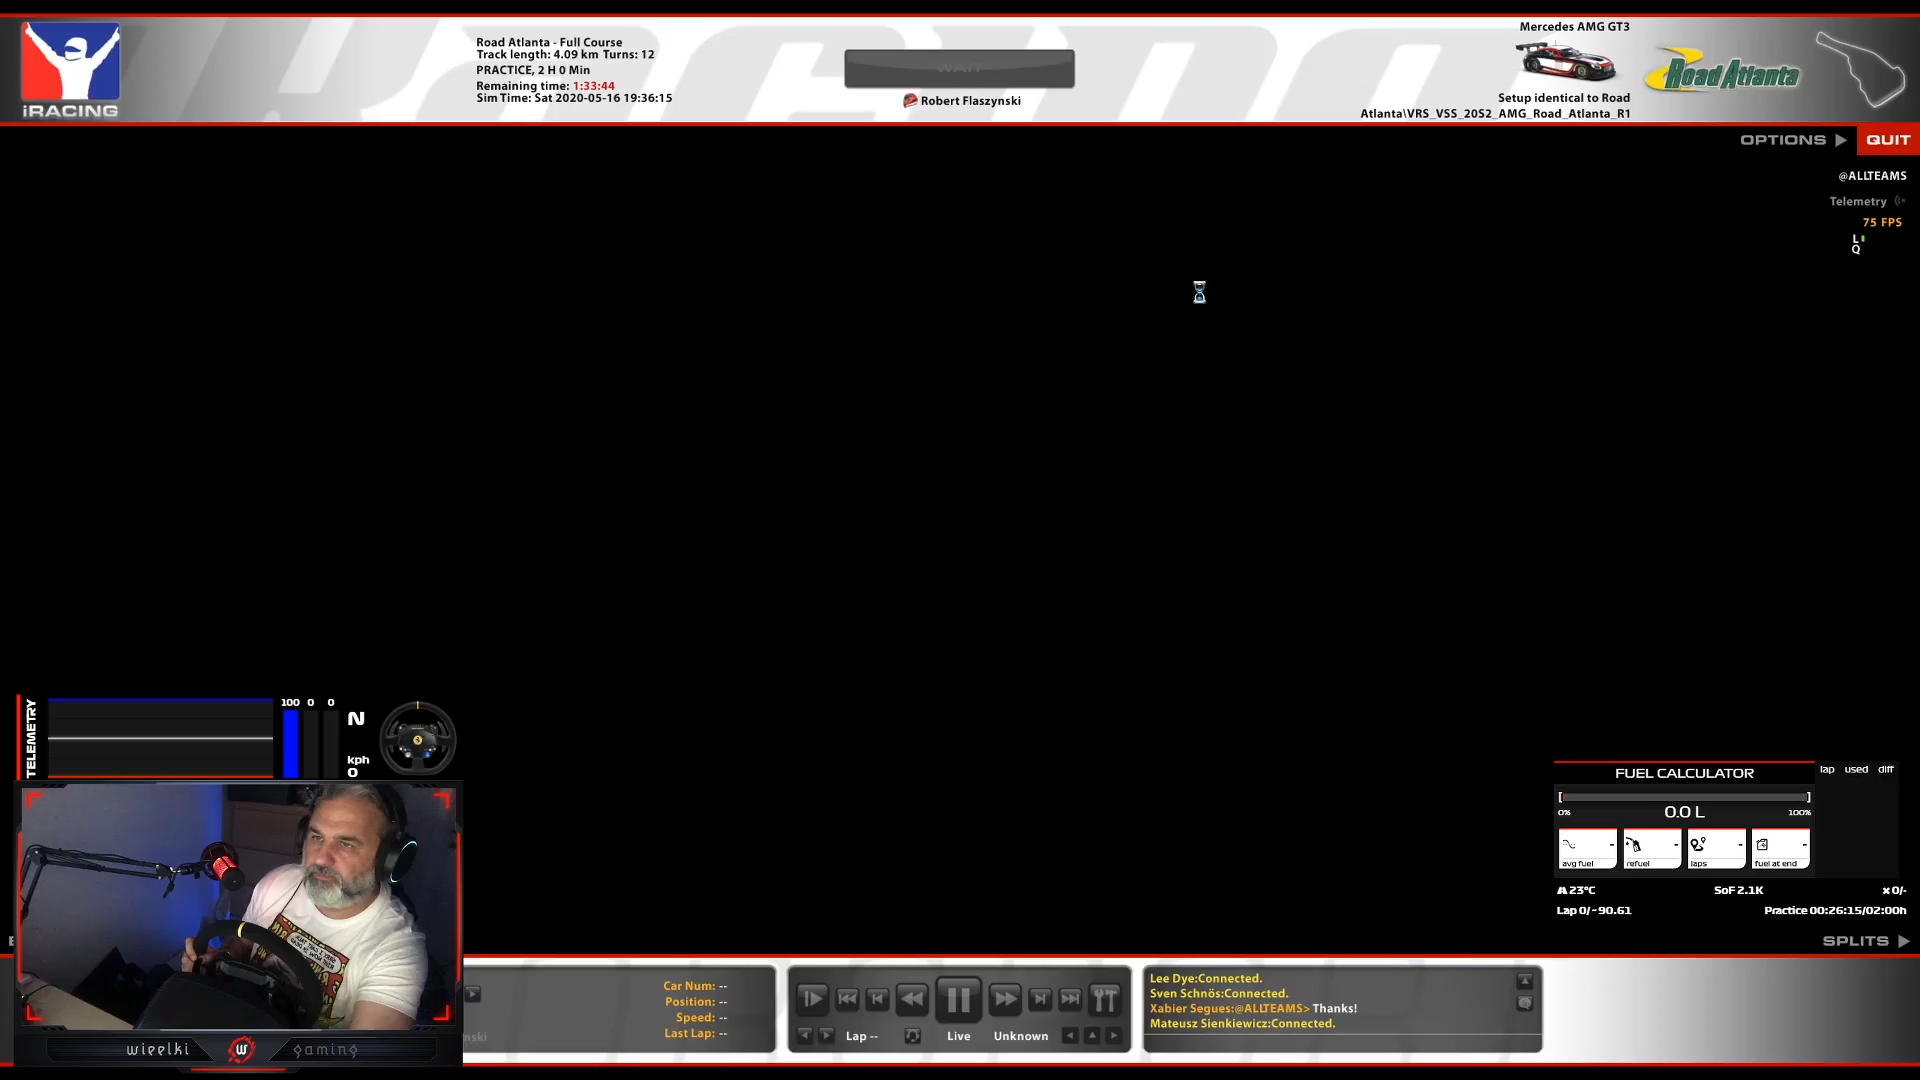 iRACING
Road Atlanta - Full Course
Track length: 4.09 km Turns: 12
PRACTICE, 2 H 0 Min
Remaining time: 1:33:44
Sim Time: Sat 2020-05-16 19:36:15
WAIT
Robert Flaszynski
Mercedes AMG GT3
Road Atlanta
Setup identical to Road
Atlanta\VRS_VSS_20S2_AMG_Road_Atlanta_R1
OPTIONS
QUIT
@ALLTEAMS
Telemetry
75 FPS
L
Q
TELEMETRY
100 0 0
N
kph
0
FUEL CALCULATOR
lap used diff
0.0 L
0% 100%
- - - -
avg fuel refuel laps fuel at end
23°C SoF 2.1K x 0/-
Lap 0/~90.61 Practice 00:26:15/02:00h
SPLITS
Car Num: --
Position: --
Speed: --
Last Lap: --
Lap -- Live Unknown
Lee Dye:Connected.
Sven Schnös:Connected.
Xabier Segues:@ALLTEAMS> Thanks!
Mateusz Sienkiewicz:Connected.
wiełki W gaming